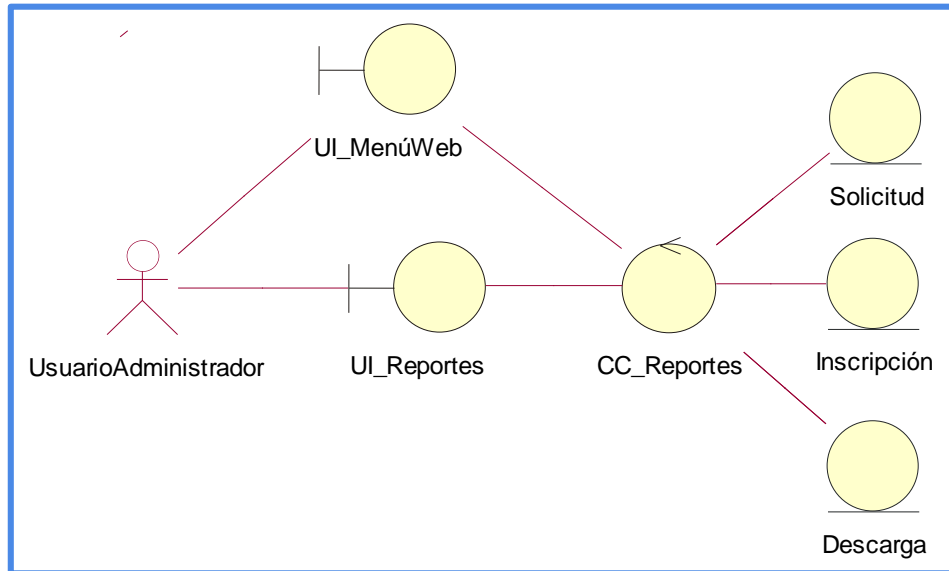 UI_MenúWeb
Solicitud
UsuarioAdministrador
UI_Reportes
CC_Reportes
Inscripción
Descarga